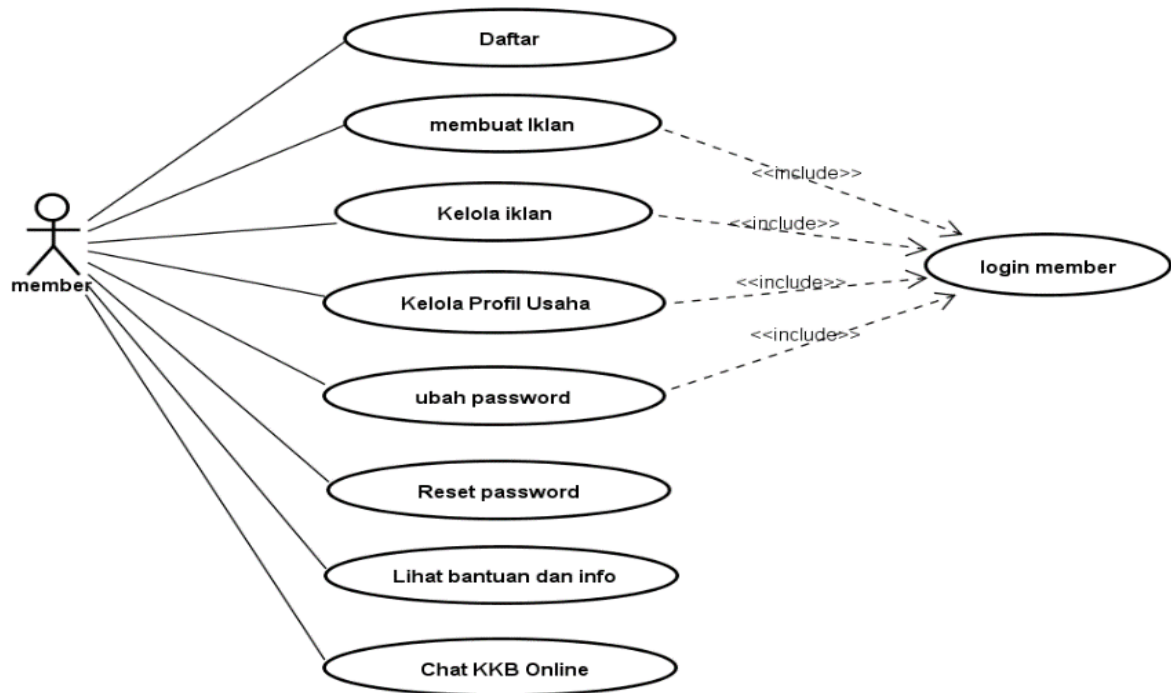 Daftar
membuat Iklan
<<include>>
Kelola iklan
<<include>>
login member
member
Kelola Profil Usaha
<<include>>
<<include>>
ubah password
Reset password
Lihat bantuan dan info
Chat KKB Online